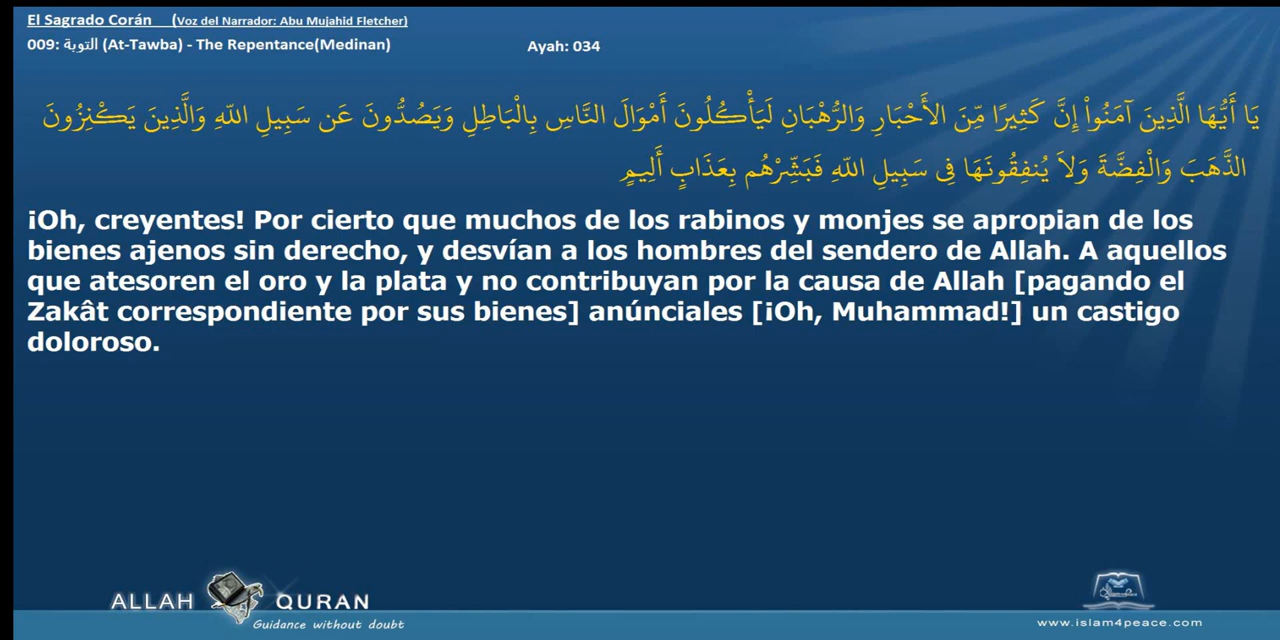 El Sagrado Corán (Voz del Narrador: Abu Mujahid Fletcher)
009: التوبة (At-Tawba) - The Repentance(Medinan) Ayah: 034
يَا أَيُّهَا الَّذِينَ آمَنُواْ إِنَّ كَثِيرًا مِّنَ الأَحْبَارِ وَالرُّهْبَانِ لَيَأْكُلُونَ أَمْوَالَ النَّاسِ بِالْبَاطِلِ وَيَصُدُّونَ عَن سَبِيلِ اللّهِ وَالَّذِينَ يَكْنِزُونَ
الذَّهَبَ وَالْفِضَّةَ وَلاَ يُنفِقُونَهَا فِي سَبِيلِ اللّهِ فَبَشِّرْهُم بِعَذَابٍ أَلِيمٍ
¡Oh, creyentes! Por cierto que muchos de los rabinos y monjes se apropian de los
bienes ajenos sin derecho, y desvían a los hombres del sendero de Allah. A aquellos
que atesoren el oro y la plata y no contribuyan por la causa de Allah [pagando el
Zakât correspondiente por sus bienes] anúnciales [¡Oh, Muhammad!] un castigo
doloroso.
ALLAH QURAN
Guidance without doubt
www.islam4peace.com